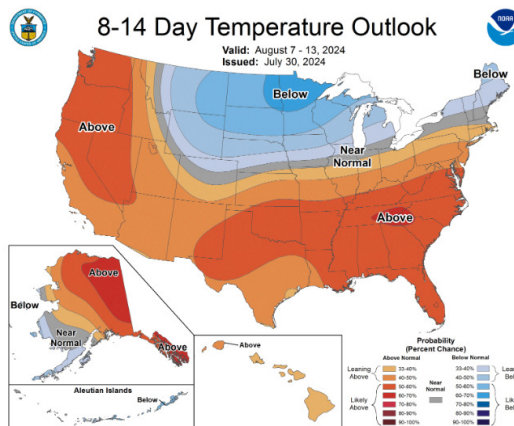 8-14 Day Temperature Outlook
Valid: August 7 - 13, 2024
Issued: July 30, 2024
NOAA
Below
Below
Above
Near
Normal
Above
Above
Below
Near
Normal
Above
Aleutian Islands
Below
Above
Probability
(Percent Chance)
Above Normal Below Normal
Leaning
Above
33-40% 33-40%
40-50% 40-50%
Near
Normal
Likely
Above
50-60% 50-60%
60-70% 60-70%
70-80% 70-80%
80-90% 80-90%
90-100% 90-100%